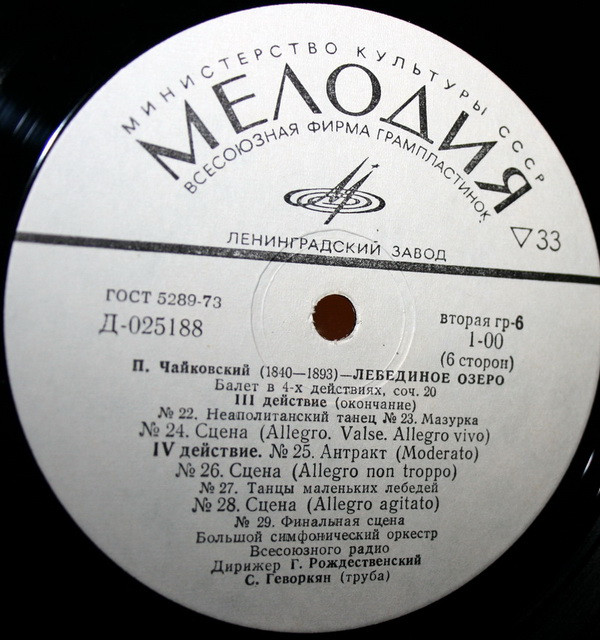 МИНИСТЕРСТВО КУЛЬТУРЫ СССР
МЕЛОДИЯ
ВСЕСОЮЗНАЯ ФИРМА ГРАМПЛАСТИНОК
ЛЕНИНГРАДСКИЙ ЗАВОД
▽33
ГОСТ 5289-73
Д-025188
вторая гр-6
1-00
(6 сторон)
П. Чайковский (1840—1893)—ЛЕБЕДИНОЕ ОЗЕРО
Балет в 4-х действиях, соч. 20
III действие (окончание)
№ 22. Неаполитанский танец № 23. Мазурка
№ 24. Сцена (Allegro. Valse. Allegro vivo)
IV действие. № 25. Антракт (Moderato)
№ 26. Сцена (Allegro non troppo)
№ 27. Танцы маленьких лебедей
№ 28. Сцена (Allegro agitato)
№ 29. Финальная сцена
Большой симфонический оркестр
Всесоюзного радио
Дирижер Г. Рождественский
С. Геворкян (труба)